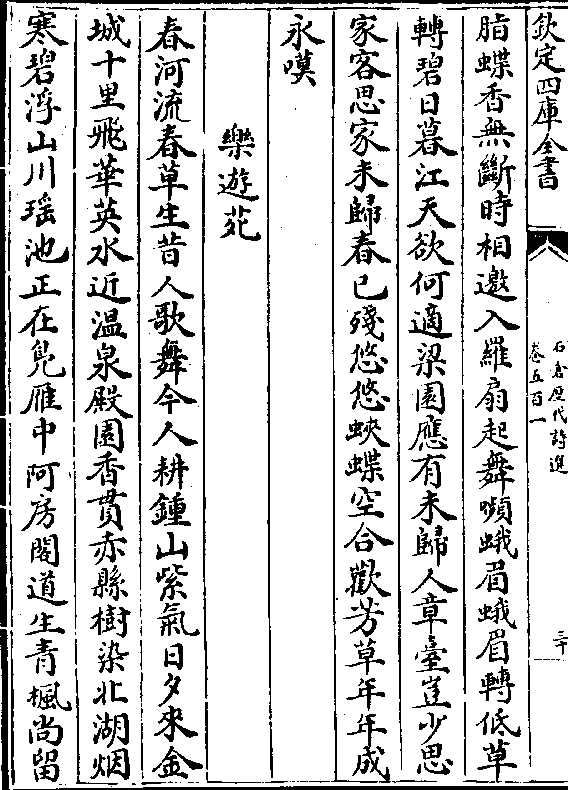 欽定四庫全書
石倉歷代詩選
卷五百一
三十
脂蝶香無斷時相邀入羅扇起舞嚬蛾眉蛾眉轉低草
轉碧日暮江天欲何適梁園應有未歸人章臺豈少思
家客思家未歸春已殘悠悠蛺蝶空合歡芳草年年成
永嘆
樂遊苑
春河流春草生昔人歌舞今人耕鍾山紫氣日夕來金
城十里飛華英水近温泉殿園香貫赤縣樹染北湖烟
寒碧浮山川瑶池正在鳬雁中阿房閣道生青楓尚留